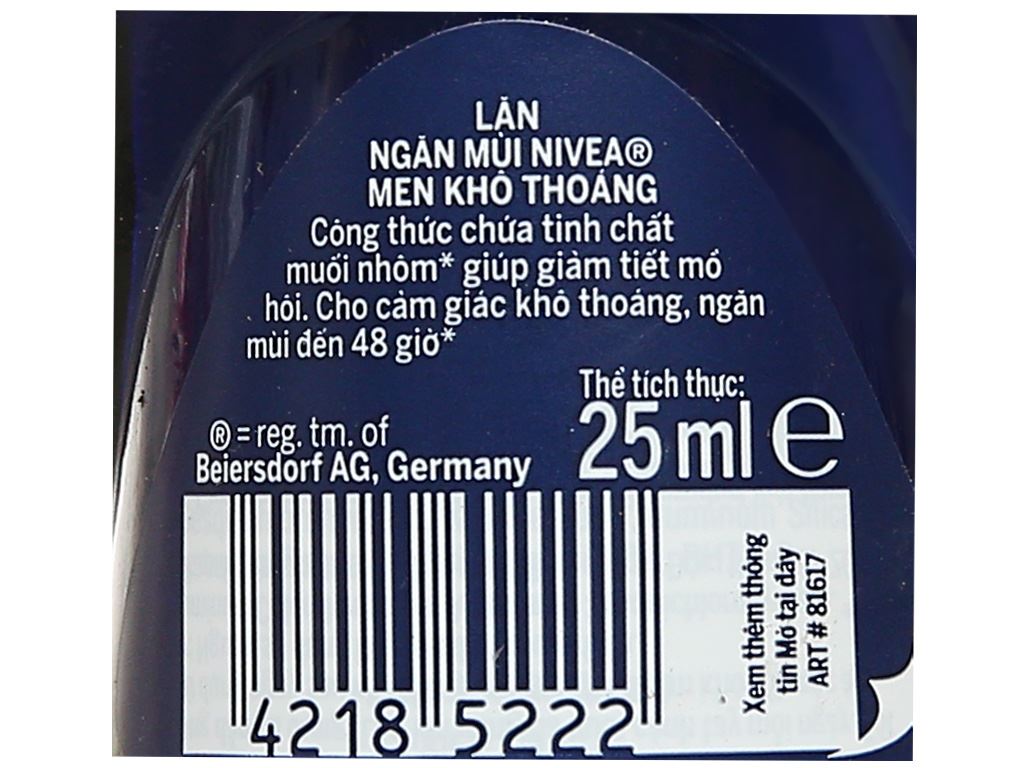 LĂN
NGĂN MÙI NIVEA®
MEN KHÔ THOÁNG
Công thức chứa tinh chất
muối nhôm* giúp giảm tiết mồ
hôi. Cho cảm giác khô thoáng, ngăn
mùi đến 48 giờ*
Thể tích thực:
25 ml ℮
® = reg. tm. of
Beiersdorf AG, Germany
Xem thêm thông
tin Mở tại đây
ART # 81617
4218 5222